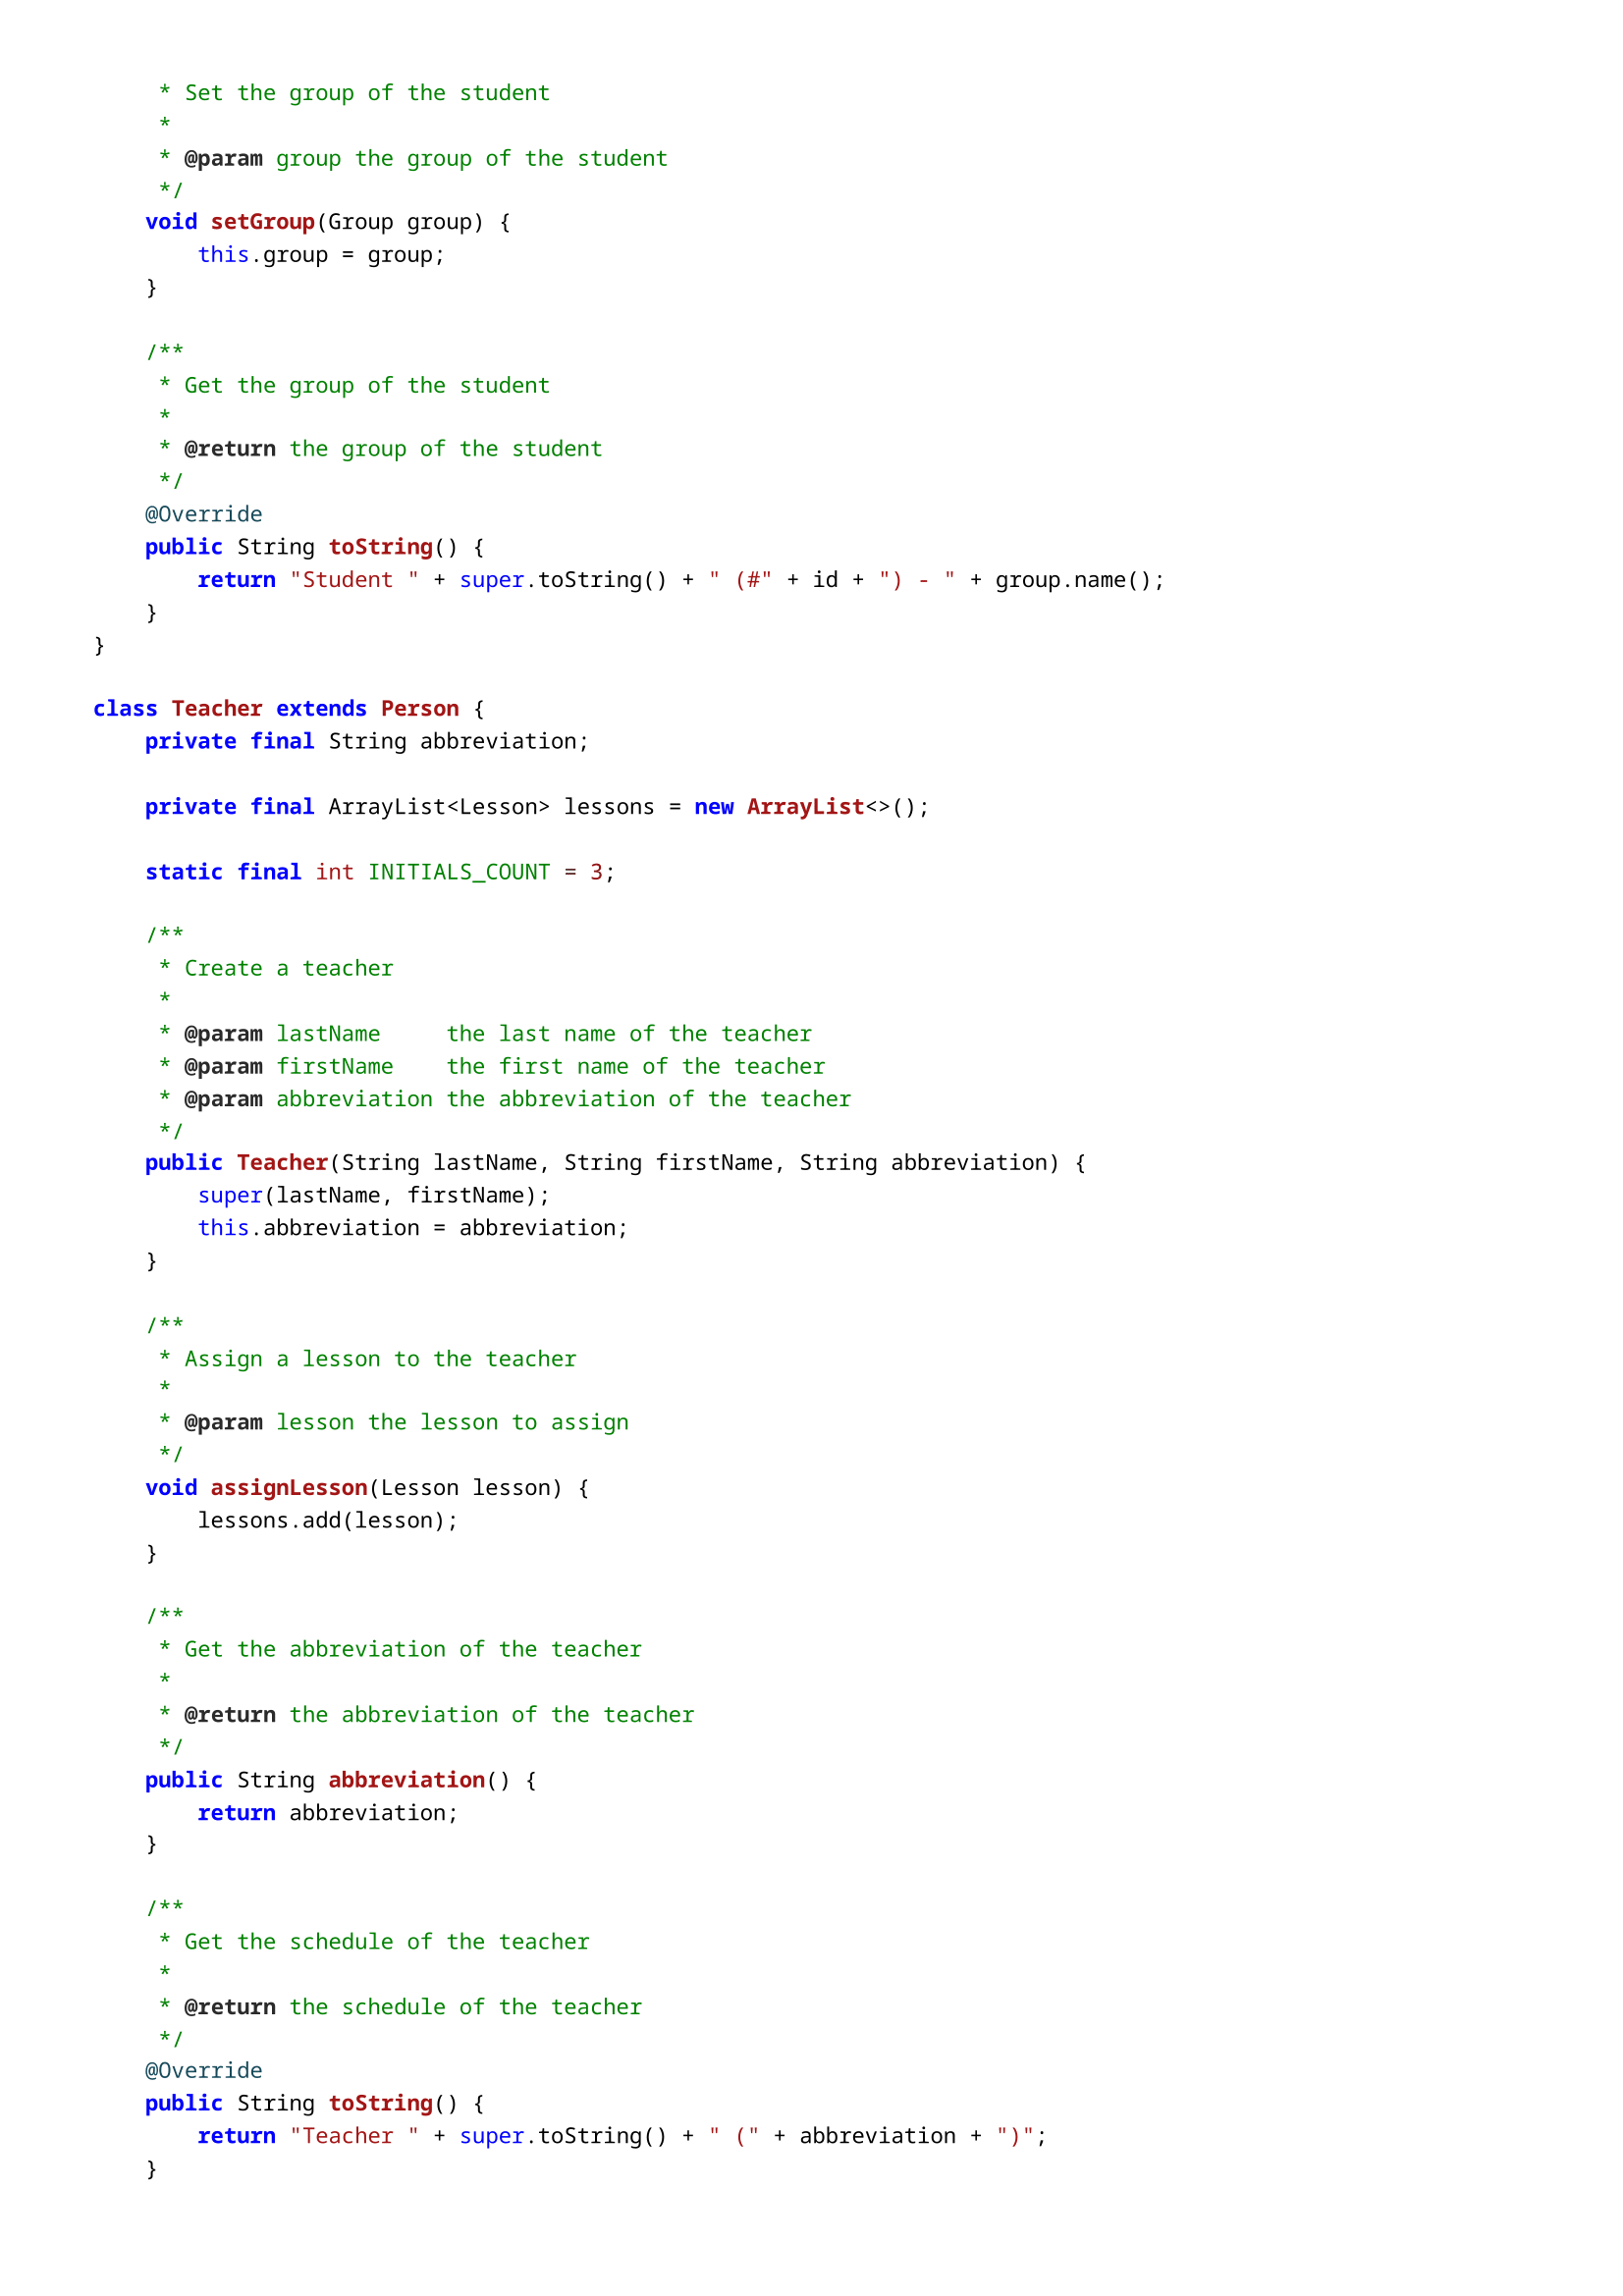 * Set the group of the student
     *
     * @param group the group of the student
     */
    void setGroup(Group group) {
        this.group = group;
    }

    /**
     * Get the group of the student
     *
     * @return the group of the student
     */
    @Override
    public String toString() {
        return "Student " + super.toString() + " (#" + id + ") - " + group.name();
    }
}

class Teacher extends Person {
    private final String abbreviation;

    private final ArrayList<Lesson> lessons = new ArrayList<>();

    static final int INITIALS_COUNT = 3;

    /**
     * Create a teacher
     *
     * @param lastName     the last name of the teacher
     * @param firstName    the first name of the teacher
     * @param abbreviation the abbreviation of the teacher
     */
    public Teacher(String lastName, String firstName, String abbreviation) {
        super(lastName, firstName);
        this.abbreviation = abbreviation;
    }

    /**
     * Assign a lesson to the teacher
     *
     * @param lesson the lesson to assign
     */
    void assignLesson(Lesson lesson) {
        lessons.add(lesson);
    }

    /**
     * Get the abbreviation of the teacher
     *
     * @return the abbreviation of the teacher
     */
    public String abbreviation() {
        return abbreviation;
    }

    /**
     * Get the schedule of the teacher
     *
     * @return the schedule of the teacher
     */
    @Override
    public String toString() {
        return "Teacher " + super.toString() + " (" + abbreviation + ")";
    }